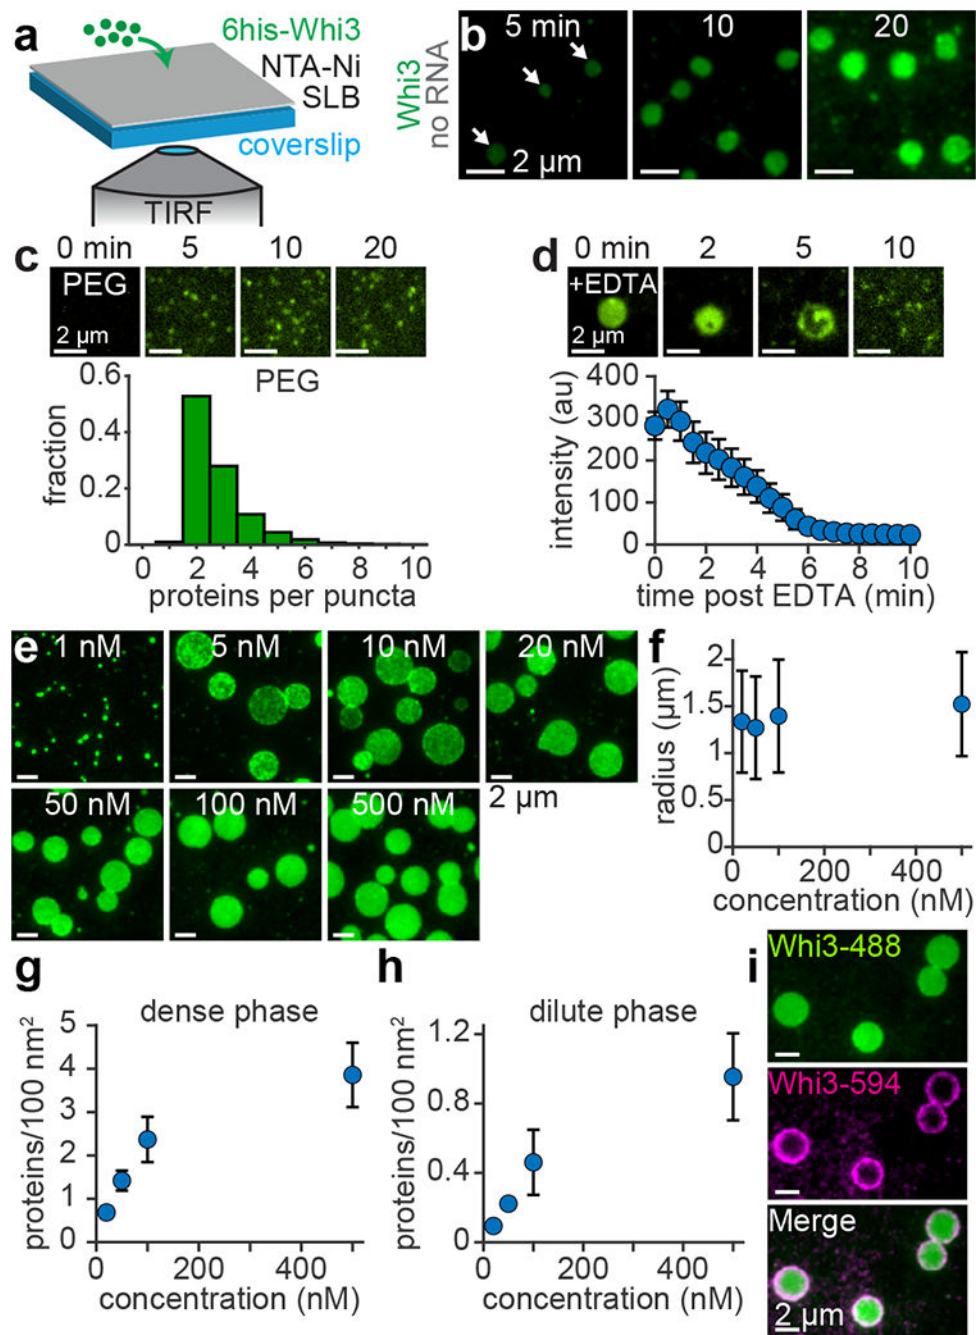 a
6his-Whi3
NTA-Ni
SLB
coverslip
TIRF
b
Whi3
no RNA
5 min
10
20
2 µm
c
0 min
5
10
20
PEG
2 µm
PEG
fraction
0.6
0.4
0.2
0
0 2 4 6 8 10
proteins per puncta
d
0 min
2
5
10
+EDTA
2 µm
intensity (au)
400
300
200
100
0
0 2 4 6 8 10
time post EDTA (min)
e
1 nM
5 nM
10 nM
20 nM
2 µm
50 nM
100 nM
500 nM
f
radius (µm)
2
1.5
1
0.5
0
0 200 400
concentration (nM)
g
dense phase
proteins/100 nm²
5
4
3
2
1
0
0 200 400
concentration (nM)
h
dilute phase
proteins/100 nm²
1.2
0.8
0.4
0
0 200 400
concentration (nM)
i
Whi3-488
Whi3-594
Merge
2 µm